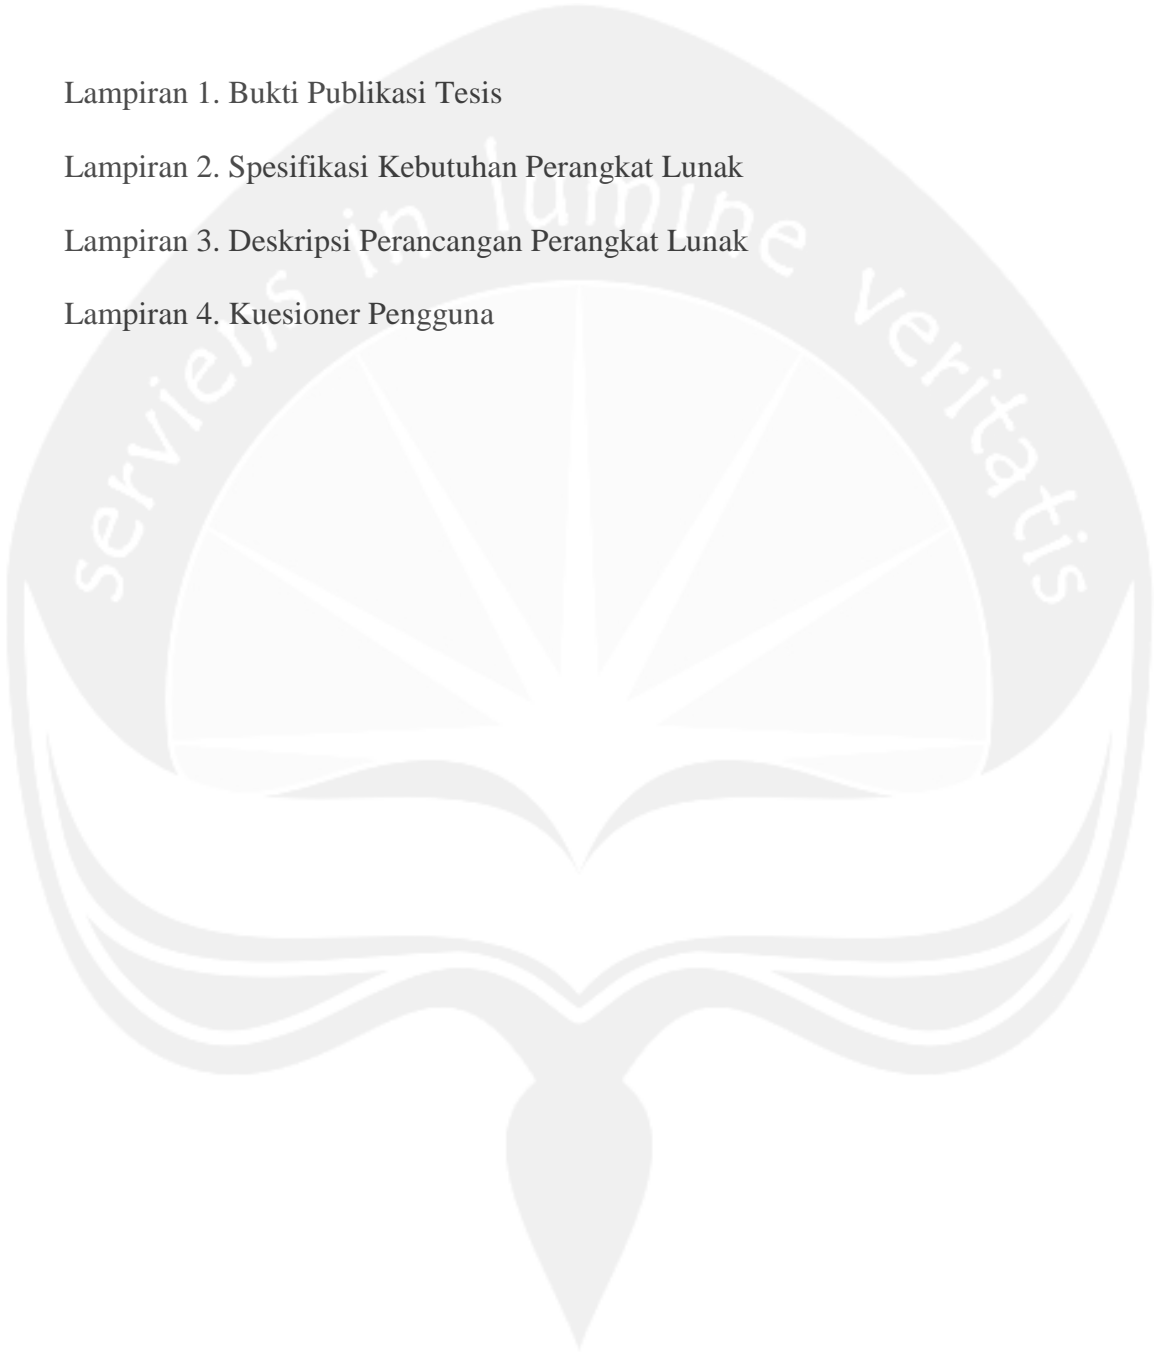 Lampiran 1. Bukti Publikasi Tesis
Lampiran 2. Spesifikasi Kebutuhan Perangkat Lunak
Lampiran 3. Deskripsi Perancangan Perangkat Lunak
Lampiran 4. Kuesioner Pengguna
serviens in lumine veritatis